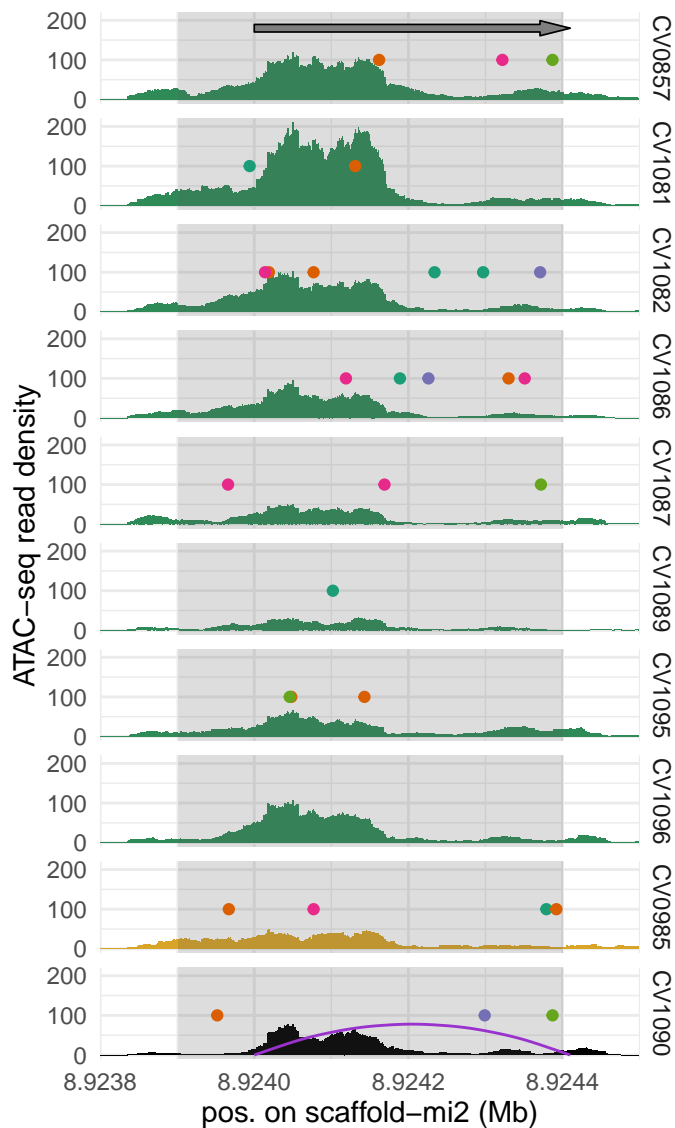 200
100
0
CV0857
200
100
0
CV1081
200
100
0
CV1082
200
100
0
CV1086
200
100
0
CV1087
200
100
0
CV1089
200
100
0
CV1095
200
100
0
CV1096
200
100
0
CV0985
200
100
0
CV1090
ATAC−seq read density
8.9238 8.9240 8.9242 8.9244
pos. on scaffold−mi2 (Mb)